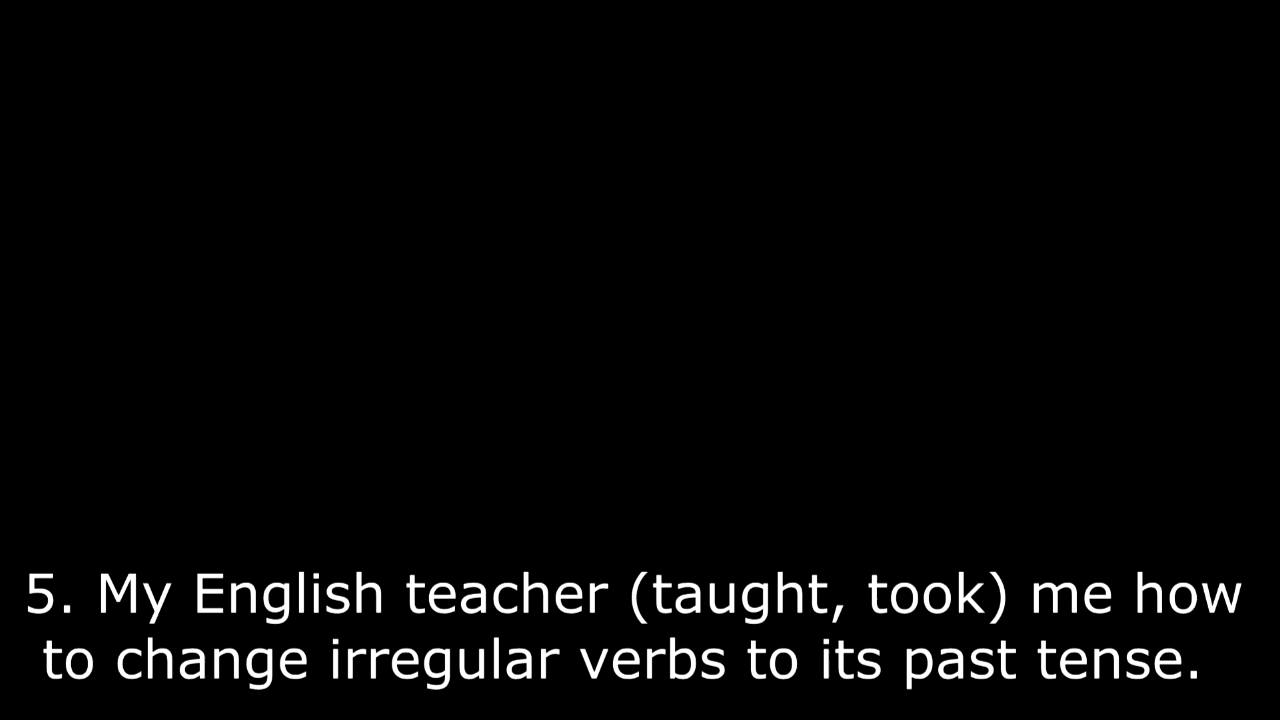 5. My English teacher (taught, took) me how
to change irregular verbs to its past tense.